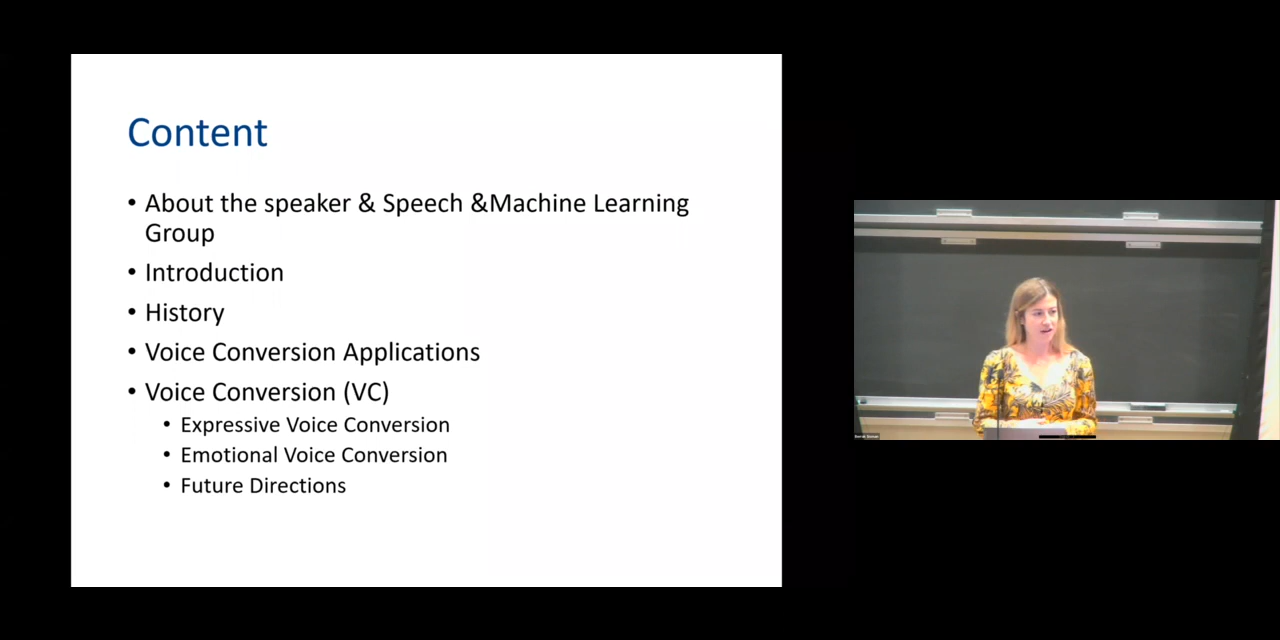 Content
• About the speaker & Speech &Machine Learning
Group
• Introduction
• History
• Voice Conversion Applications
• Voice Conversion (VC)
• Expressive Voice Conversion
• Emotional Voice Conversion
• Future Directions